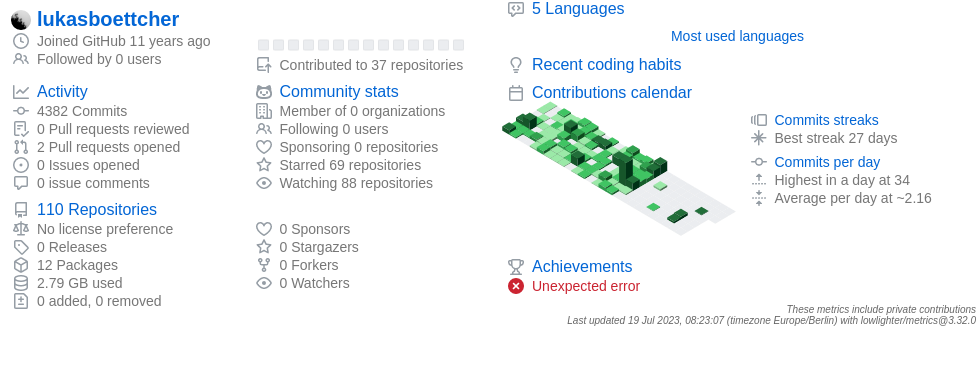 lukasboettcher
Joined GitHub 11 years ago
Followed by 0 users
Contributed to 37 repositories
Activity
4382 Commits
0 Pull requests reviewed
2 Pull requests opened
0 Issues opened
0 issue comments
Community stats
Member of 0 organizations
Following 0 users
Sponsoring 0 repositories
Starred 69 repositories
Watching 88 repositories
110 Repositories
No license preference
0 Releases
12 Packages
2.79 GB used
0 added, 0 removed
0 Sponsors
0 Stargazers
0 Forkers
0 Watchers
5 Languages
Most used languages
Recent coding habits
Contributions calendar
Commits streaks
Best streak 27 days
Commits per day
Highest in a day at 34
Average per day at ~2.16
Achievements
Unexpected error
These metrics include private contributions
Last updated 19 Jul 2023, 08:23:07 (timezone Europe/Berlin) with lowlighter/metrics@3.32.0